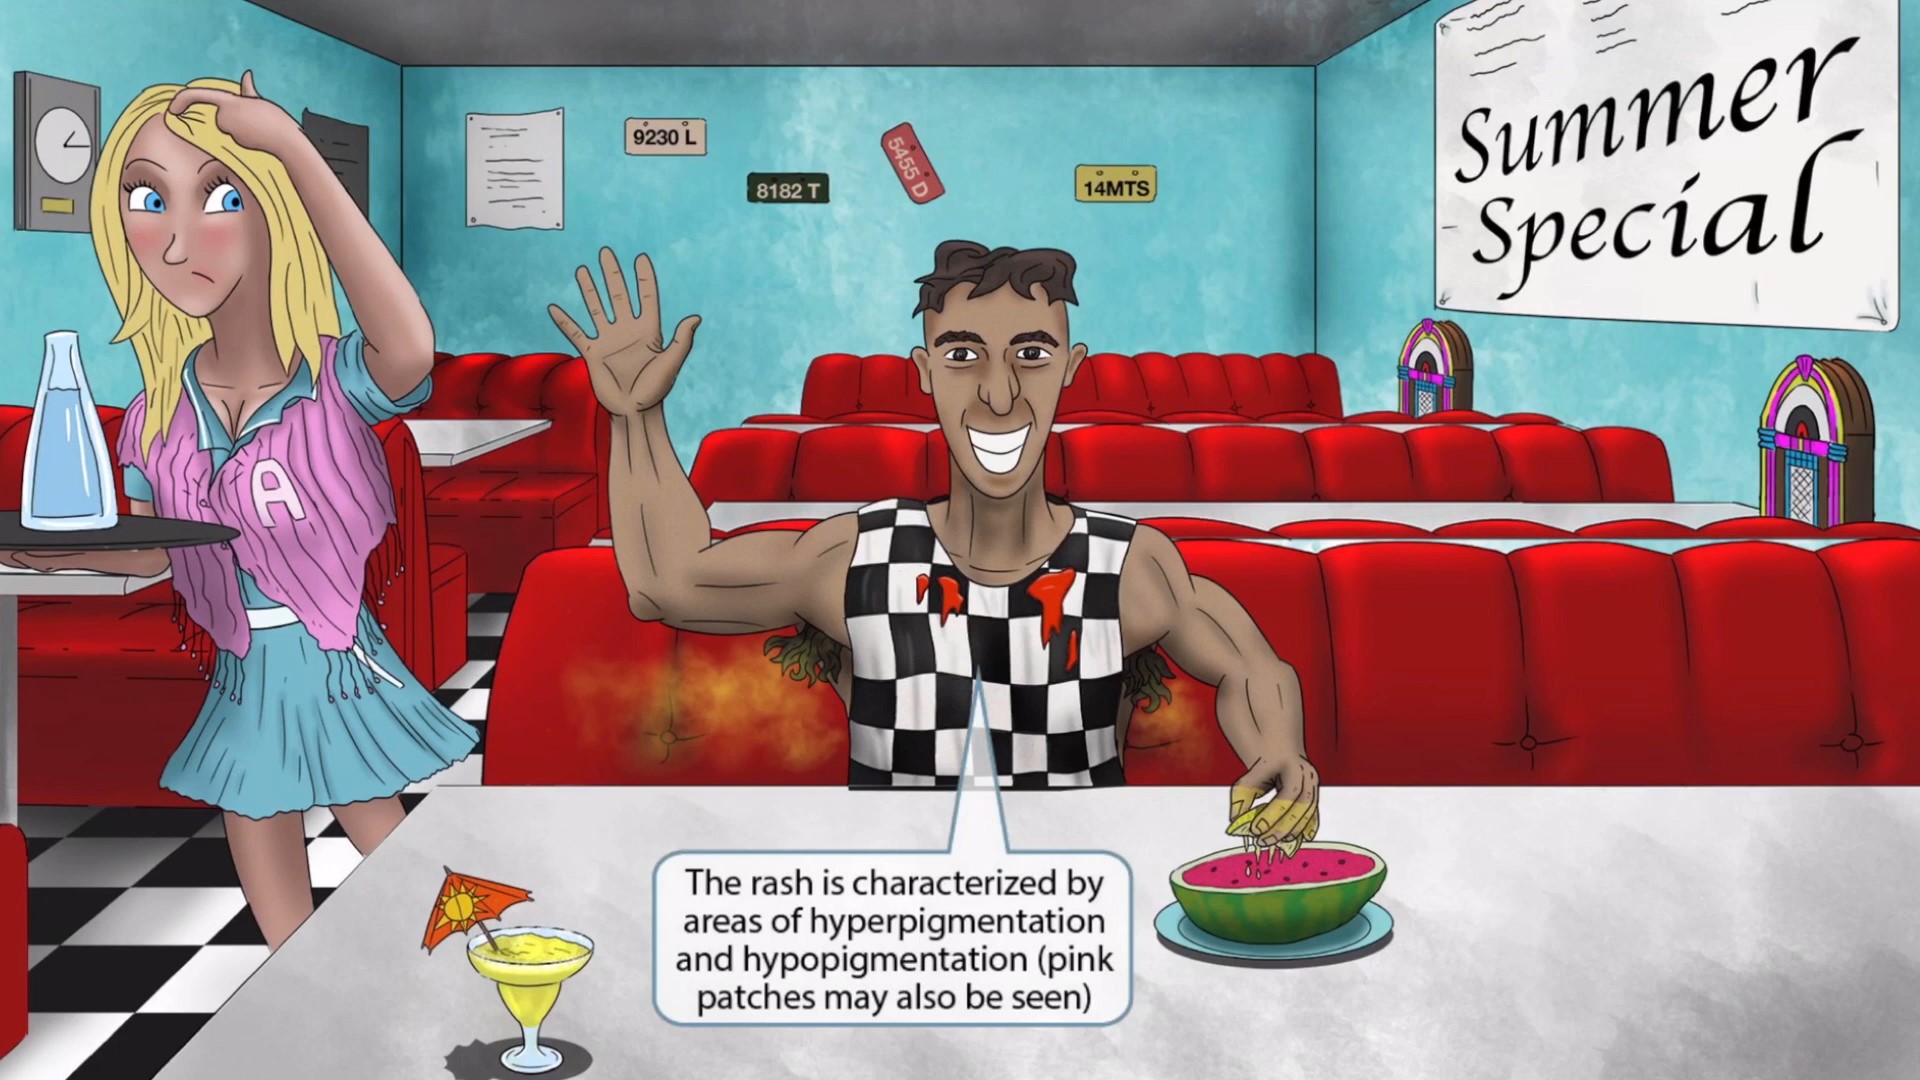 Summer
Special
9230 L
8182 T
5455 D
14MTS
A
The rash is characterized by
areas of hyperpigmentation
and hypopigmentation (pink
patches may also be seen)